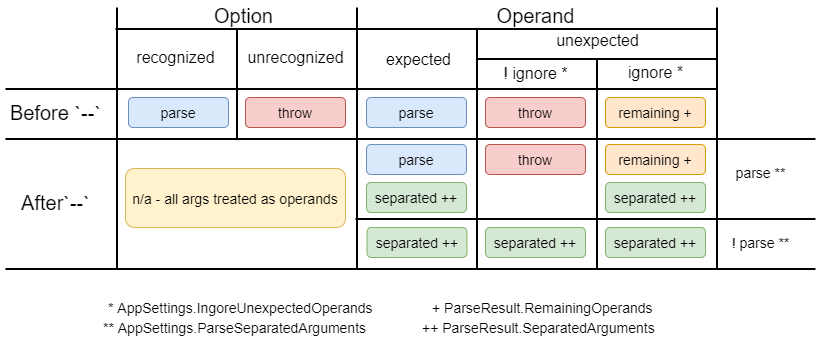 Option Operand
recognized unrecognized expected unexpected
! ignore * ignore *
Before `--` parse throw parse throw remaining +
After`--` n/a - all args treated as operands parse throw remaining + parse **
separated ++ separated ++
separated ++ separated ++ separated ++ ! parse **
* AppSettings.IngoreUnexpectedOperands + ParseResult.RemainingOperands
** AppSettings.ParseSeparatedArguments ++ ParseResult.SeparatedArguments